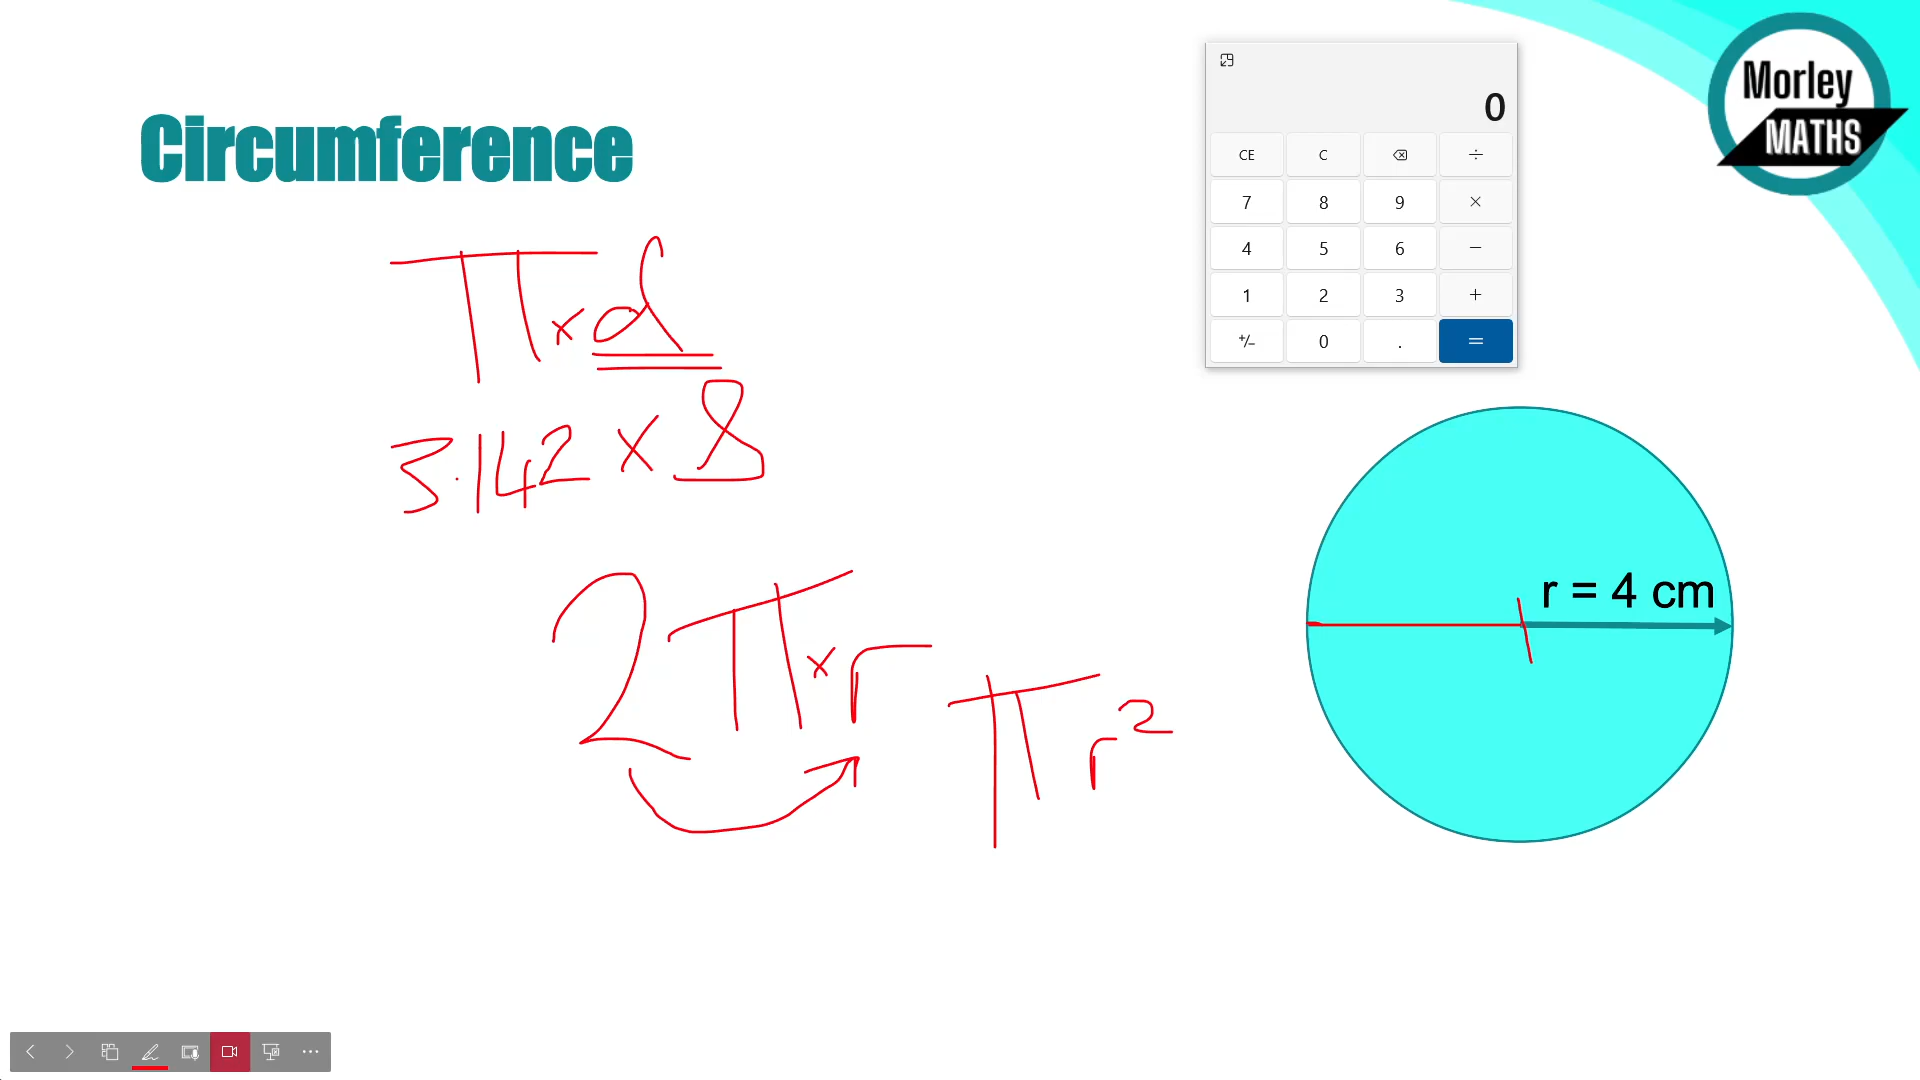 Circumference
π × d
3.142 × 8
2π × r
πr²
0
CE C ÷
7 8 9 ×
4 5 6 −
1 2 3 +
+/− 0 . =
Morley
MATHS
r = 4 cm